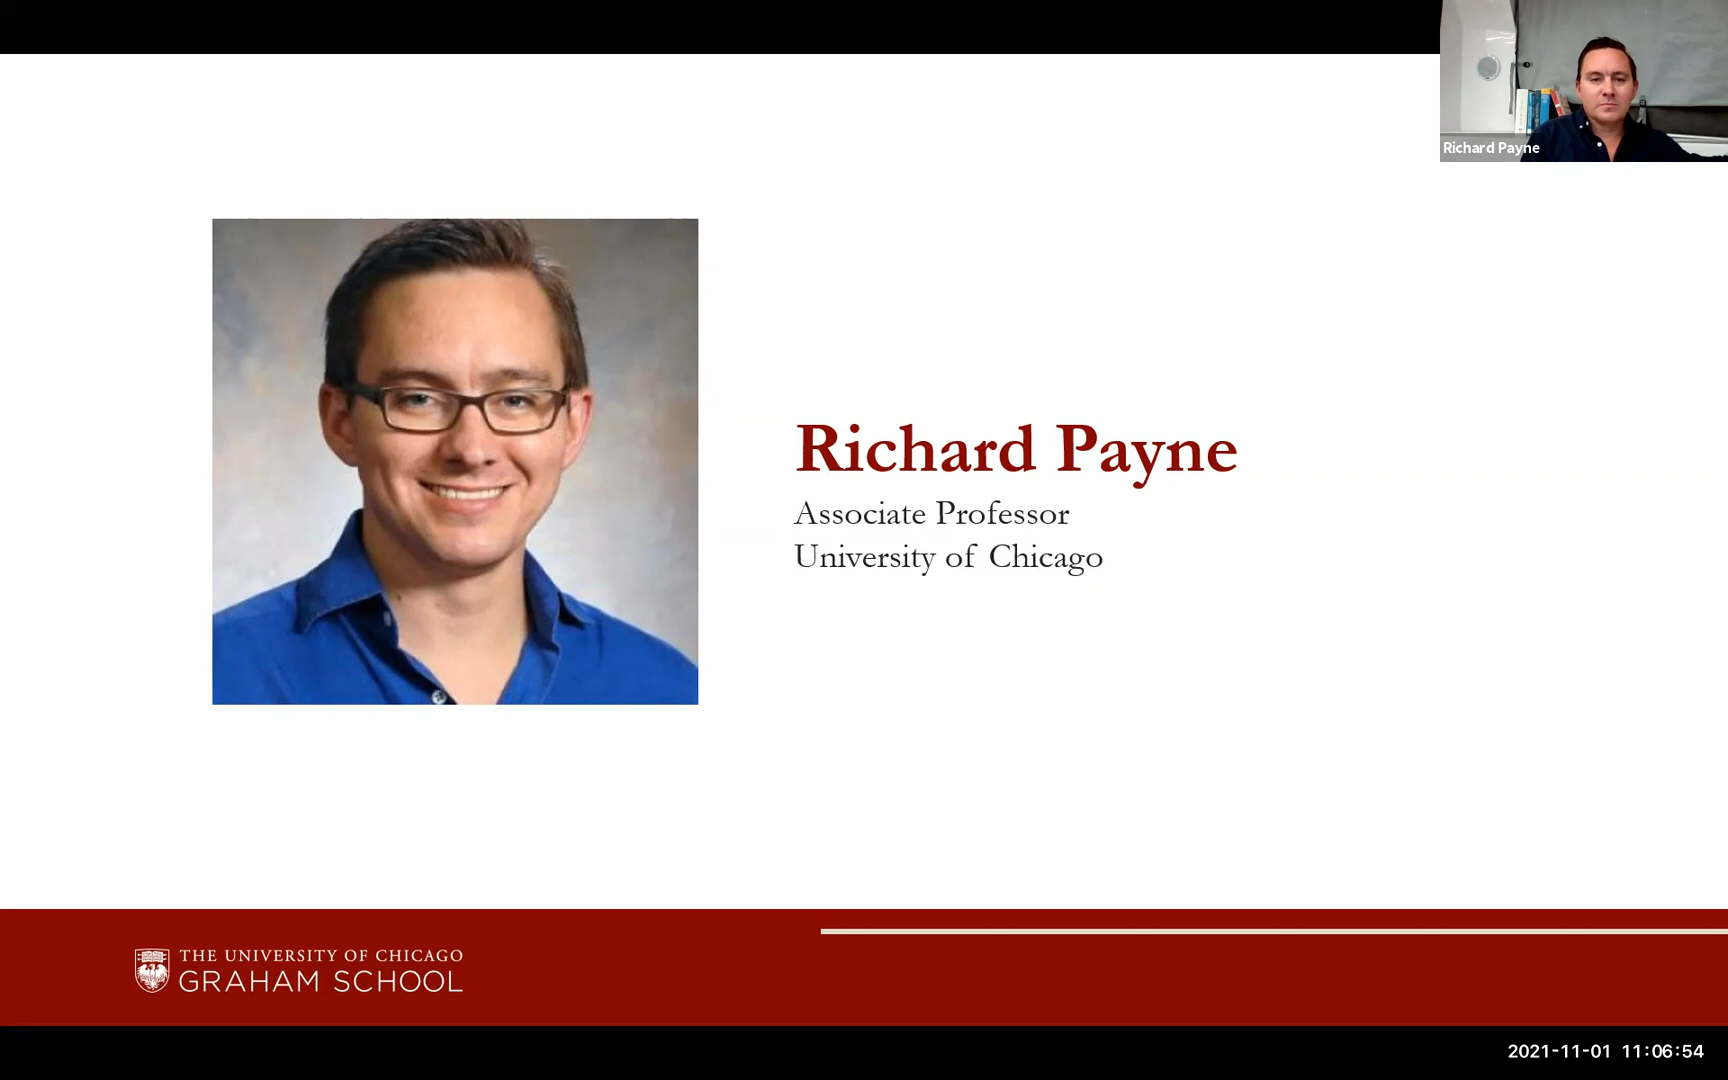 Richard Payne
Richard Payne
Associate Professor
University of Chicago
THE UNIVERSITY OF CHICAGO
GRAHAM SCHOOL
2021-11-01 11:06:54